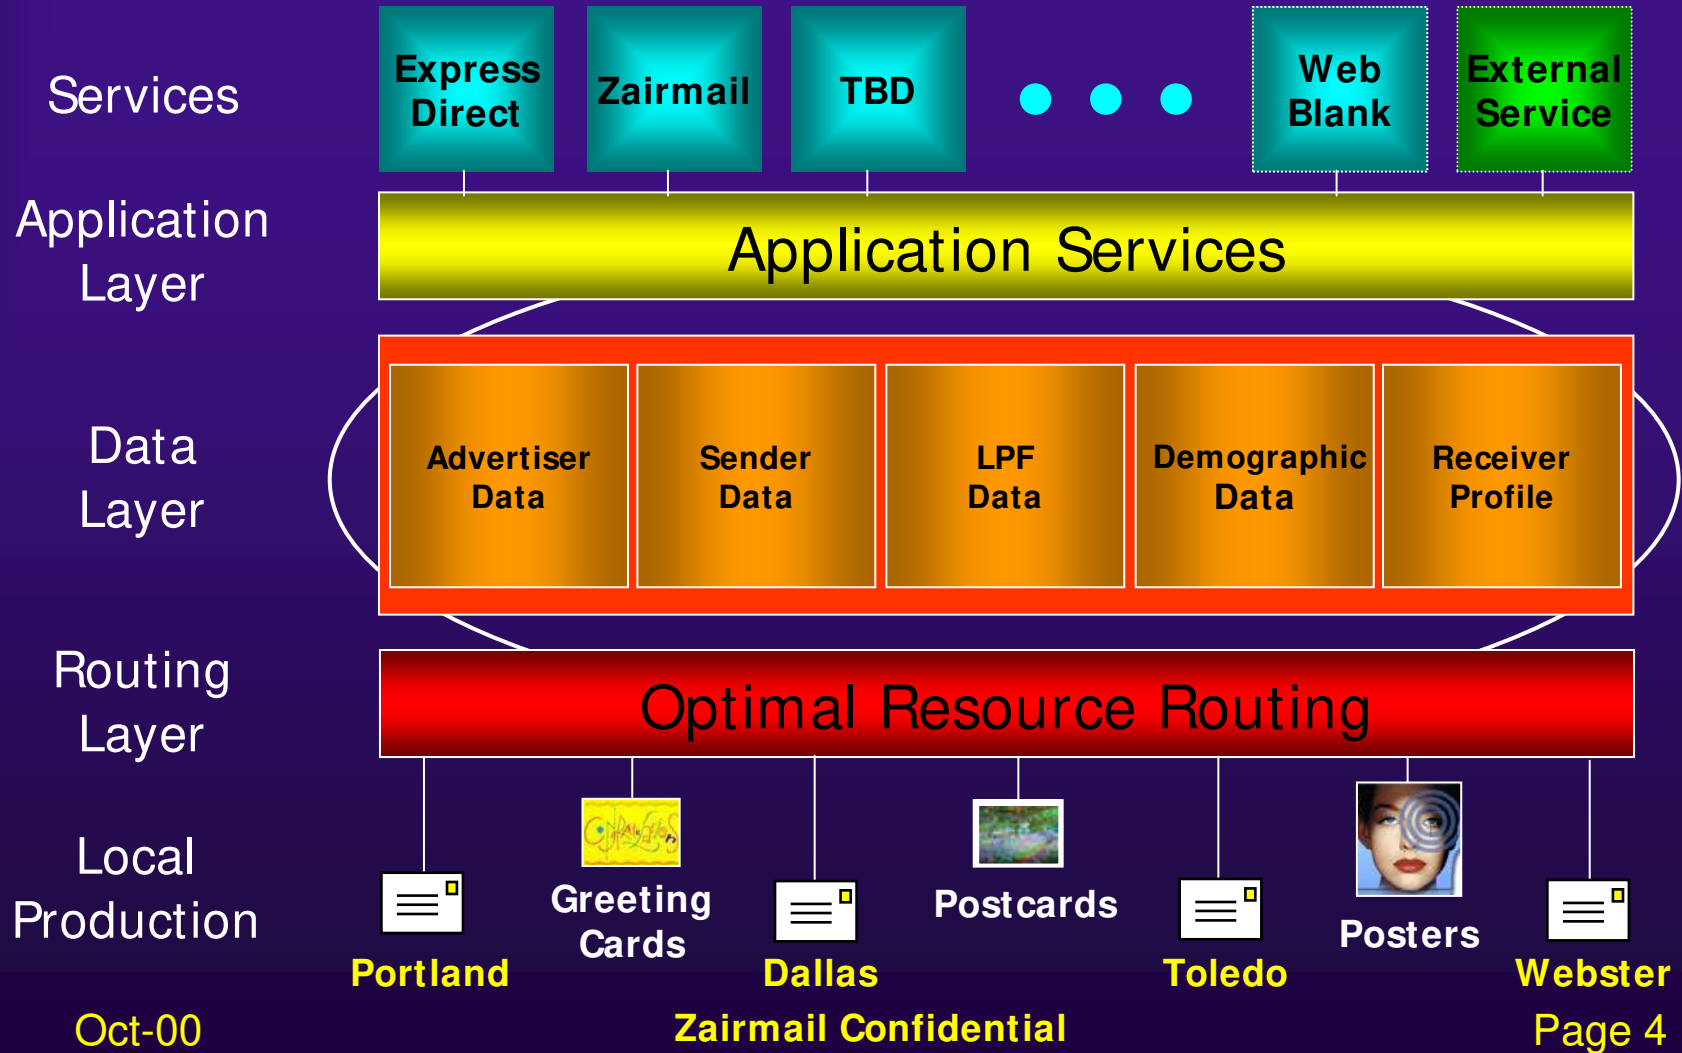 Services
Express
Direct
Zairmail
TBD
Web
Blank
External
Service
Application
Layer
Application Services
Data
Layer
Advertiser
Data
Sender
Data
LPF
Data
Demographic
Data
Receiver
Profile
Routing
Layer
Optimal Resource Routing
Local
Production
Greeting
Cards
Postcards
Posters
Portland
Dallas
Toledo
Webster
Oct-00
Zairmail Confidential
Page 4